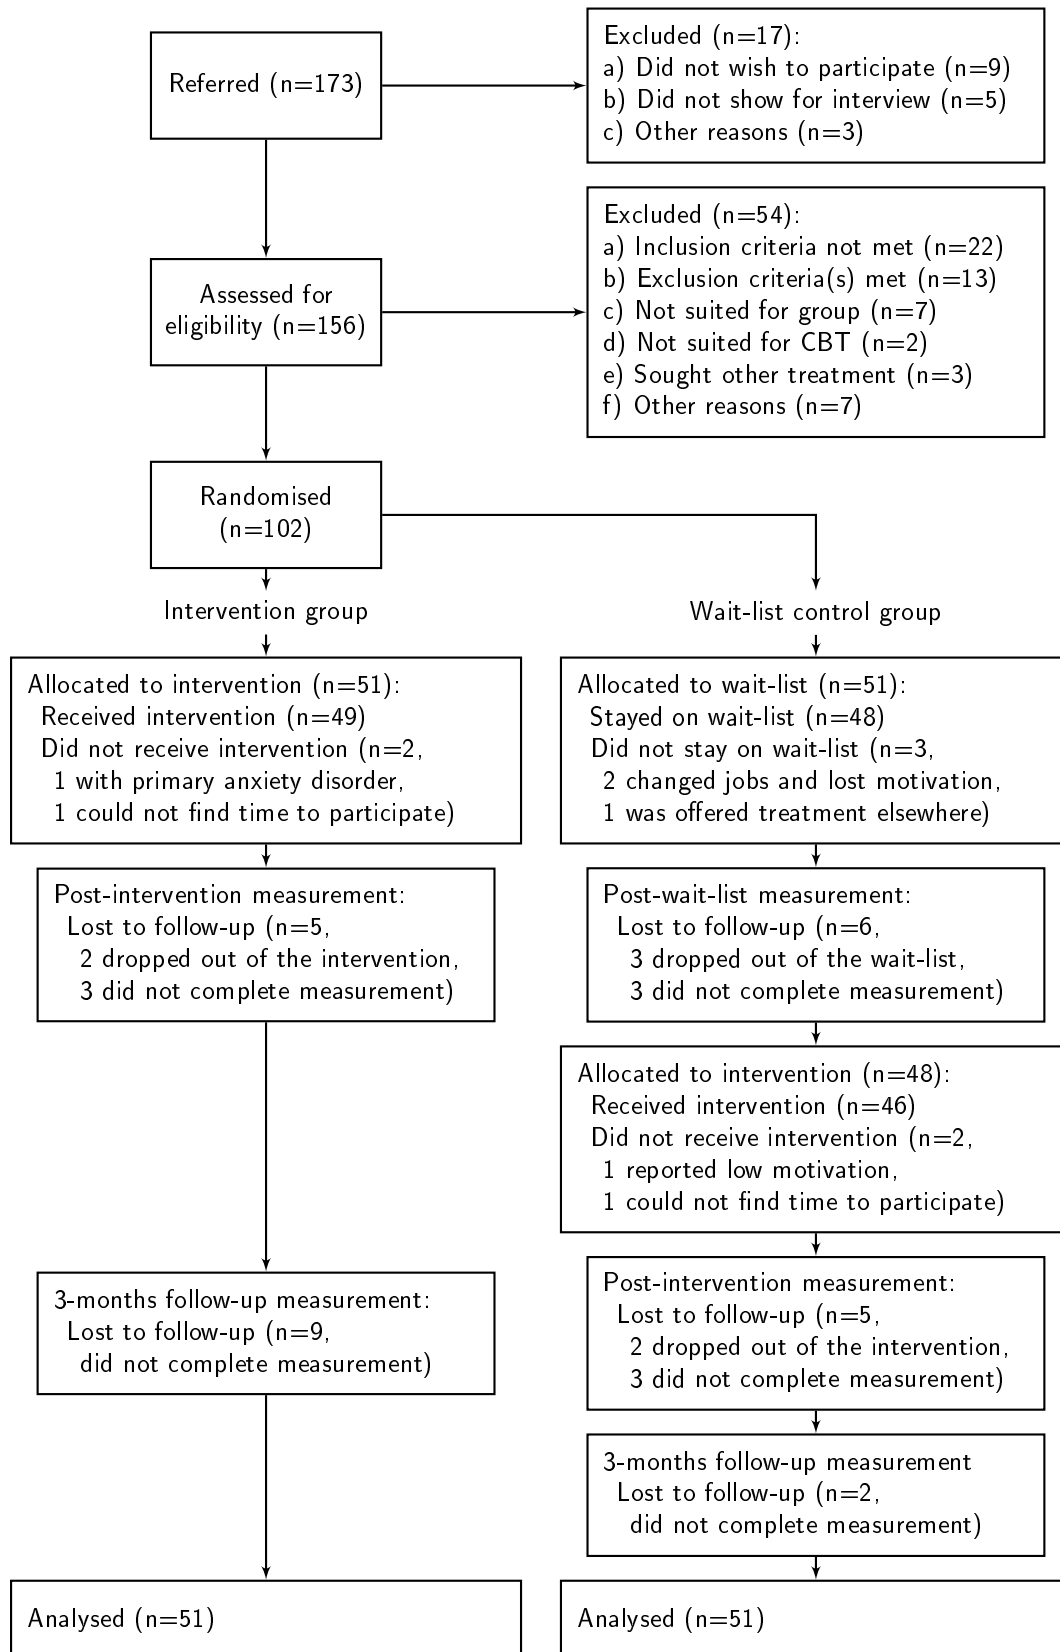 Referred (n=173)
Excluded (n=17):
a) Did not wish to participate (n=9)
b) Did not show for interview (n=5)
c) Other reasons (n=3)
Assessed for
eligibility (n=156)
Excluded (n=54):
a) Inclusion criteria not met (n=22)
b) Exclusion criteria(s) met (n=13)
c) Not suited for group (n=7)
d) Not suited for CBT (n=2)
e) Sought other treatment (n=3)
f) Other reasons (n=7)
Randomised
(n=102)
Intervention group
Allocated to intervention (n=51):
Received intervention (n=49)
Did not receive intervention (n=2,
1 with primary anxiety disorder,
1 could not find time to participate)
Post-intervention measurement:
Lost to follow-up (n=5,
2 dropped out of the intervention,
3 did not complete measurement)
3-months follow-up measurement:
Lost to follow-up (n=9,
did not complete measurement)
Analysed (n=51)
Wait-list control group
Allocated to wait-list (n=51):
Stayed on wait-list (n=48)
Did not stay on wait-list (n=3,
2 changed jobs and lost motivation,
1 was offered treatment elsewhere)
Post-wait-list measurement:
Lost to follow-up (n=6,
3 dropped out of the wait-list,
3 did not complete measurement)
Allocated to intervention (n=48):
Received intervention (n=46)
Did not receive intervention (n=2,
1 reported low motivation,
1 could not find time to participate)
Post-intervention measurement:
Lost to follow-up (n=5,
2 dropped out of the intervention,
3 did not complete measurement)
3-months follow-up measurement
Lost to follow-up (n=2,
did not complete measurement)
Analysed (n=51)